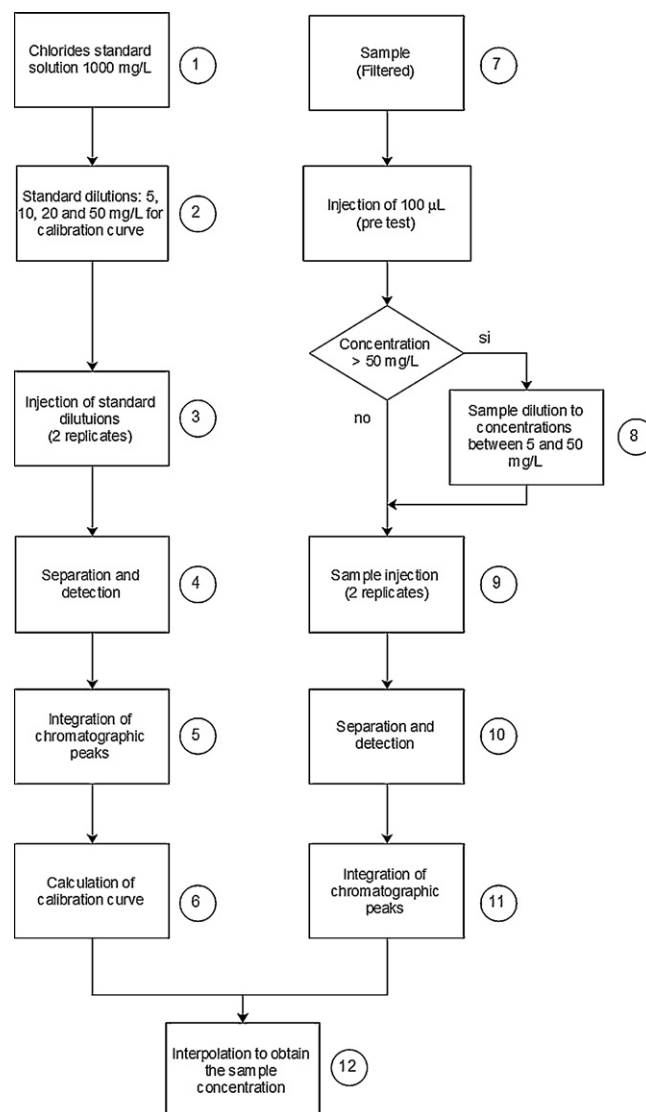 Chlorides standard
solution 1000 mg/L
1
Standard dilutions: 5,
10, 20 and 50 mg/L for
calibration curve
2
Injection of standard
dilutuions
(2 replicates)
3
Separation and
detection
4
Integration of
chromatographic
peaks
5
Calculation of
calibration curve
6
Sample
(Filtered)
7
Injection of 100 µL
(pre test)
Concentration
> 50 mg/L
si
no
Sample dilution to
concentrations
between 5 and 50
mg/L
8
Sample injection
(2 replicates)
9
Separation and
detection
10
Integration of
chromatographic
peaks
11
Interpolation to obtain
the sample
concentration
12